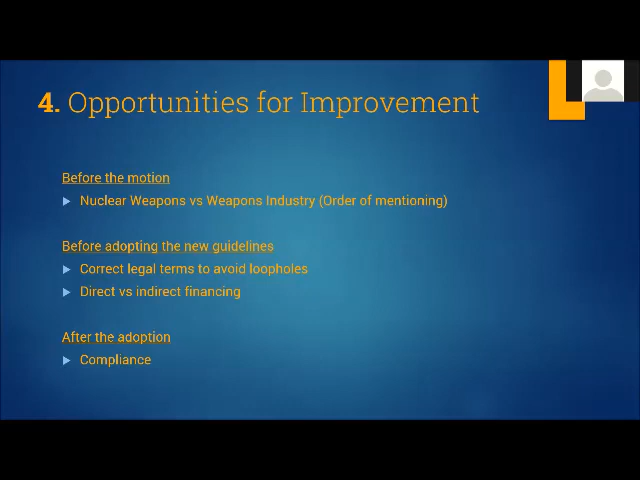 4. Opportunities for Improvement
Before the motion
Nuclear Weapons vs Weapons Industry (Order of mentioning)
Before adopting the new guidelines
Correct legal terms to avoid loopholes
Direct vs indirect financing
After the adoption
Compliance